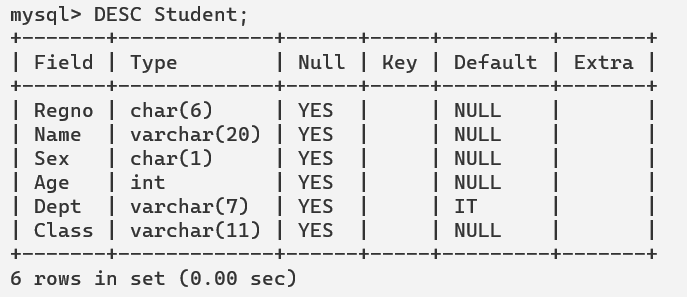 mysql> DESC Student;
+-------+-------------+------+-----+---------+-------+
| Field | Type        | Null | Key | Default | Extra |
+-------+-------------+------+-----+---------+-------+
| Regno | char(6)     | YES  |     | NULL    |       |
| Name  | varchar(20) | YES  |     | NULL    |       |
| Sex   | char(1)     | YES  |     | NULL    |       |
| Age   | int         | YES  |     | NULL    |       |
| Dept  | varchar(7)  | YES  |     | IT      |       |
| Class | varchar(11) | YES  |     | NULL    |       |
+-------+-------------+------+-----+---------+-------+
6 rows in set (0.00 sec)